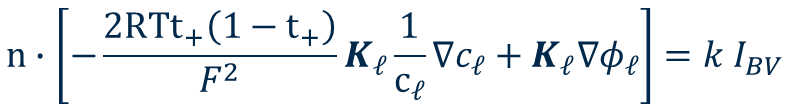 n · [−2RTt₊(1 − t₊)/F² 𝑲ℓ 1/cℓ ∇cℓ + 𝑲ℓ∇ϕℓ] = k I_BV